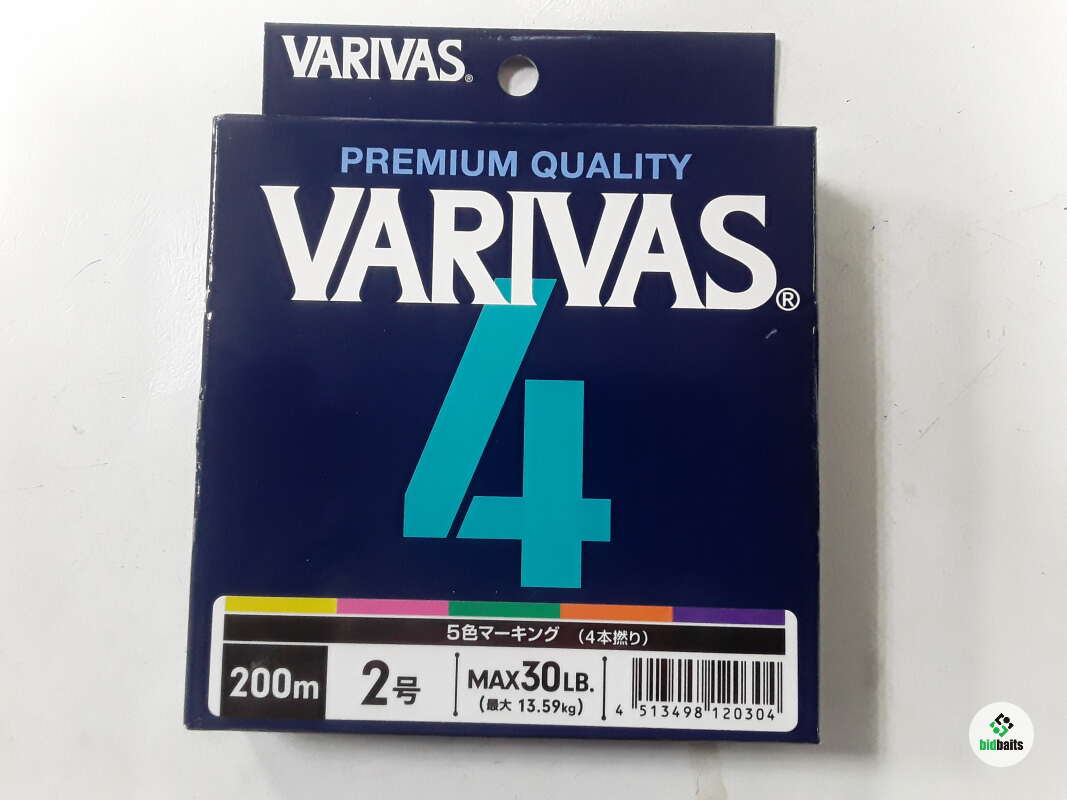 VARIVAS®
PREMIUM QUALITY
VARIVAS®
4
5色マーキング (4本撚り)
200m 2号 MAX30LB.
(最大 13.59kg)
4 513498 120304
bidbaits